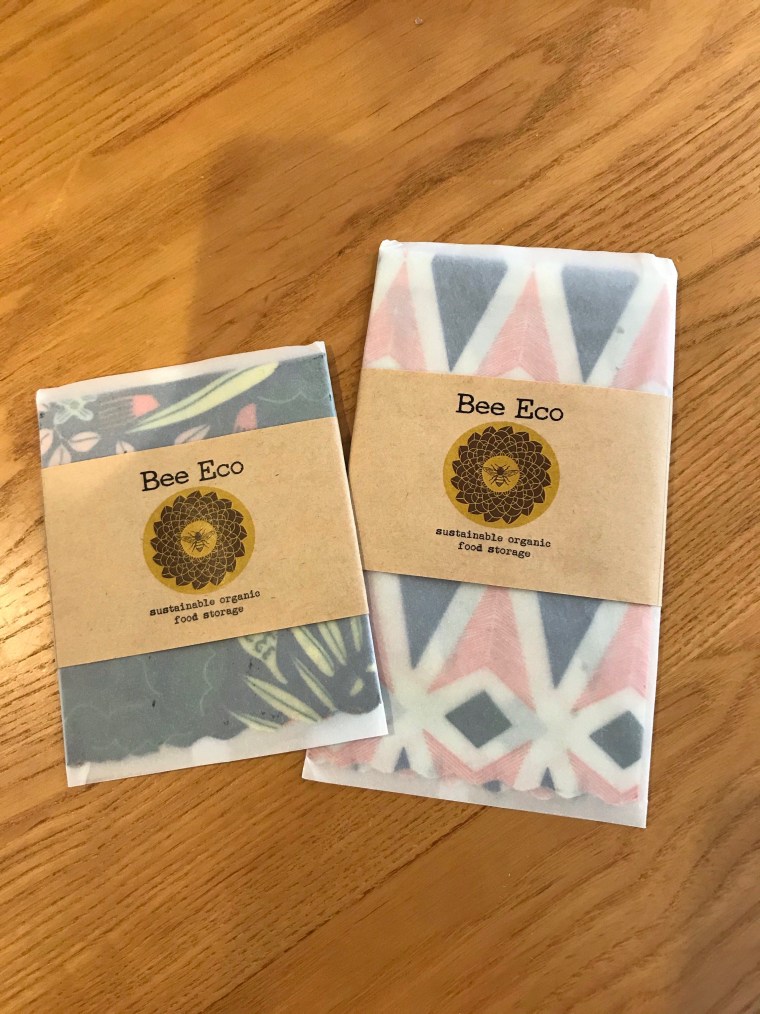 Bee Eco
sustainable organic
food storage
Bee Eco
sustainable organic
food storage